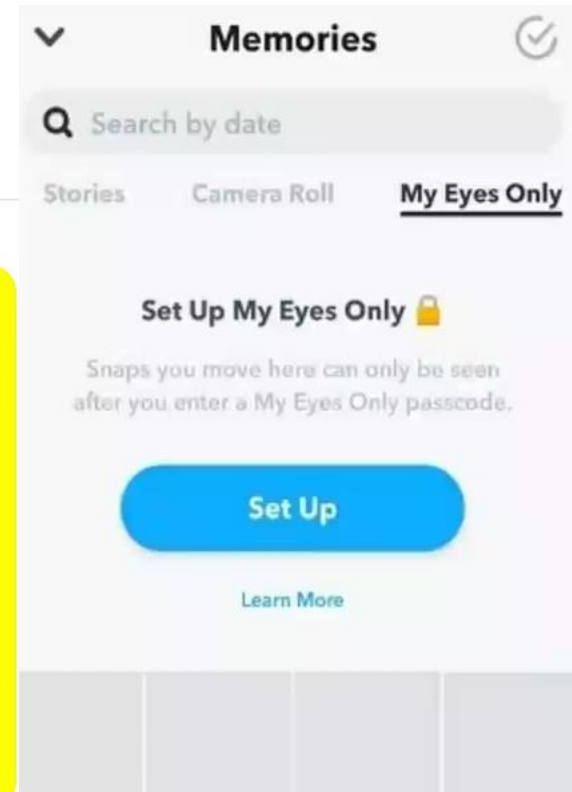 Memories
Search by date
Stories Camera Roll My Eyes Only
Set Up My Eyes Only
Snaps you move here can only be seen
after you enter a My Eyes Only passcode.
Set Up
Learn More